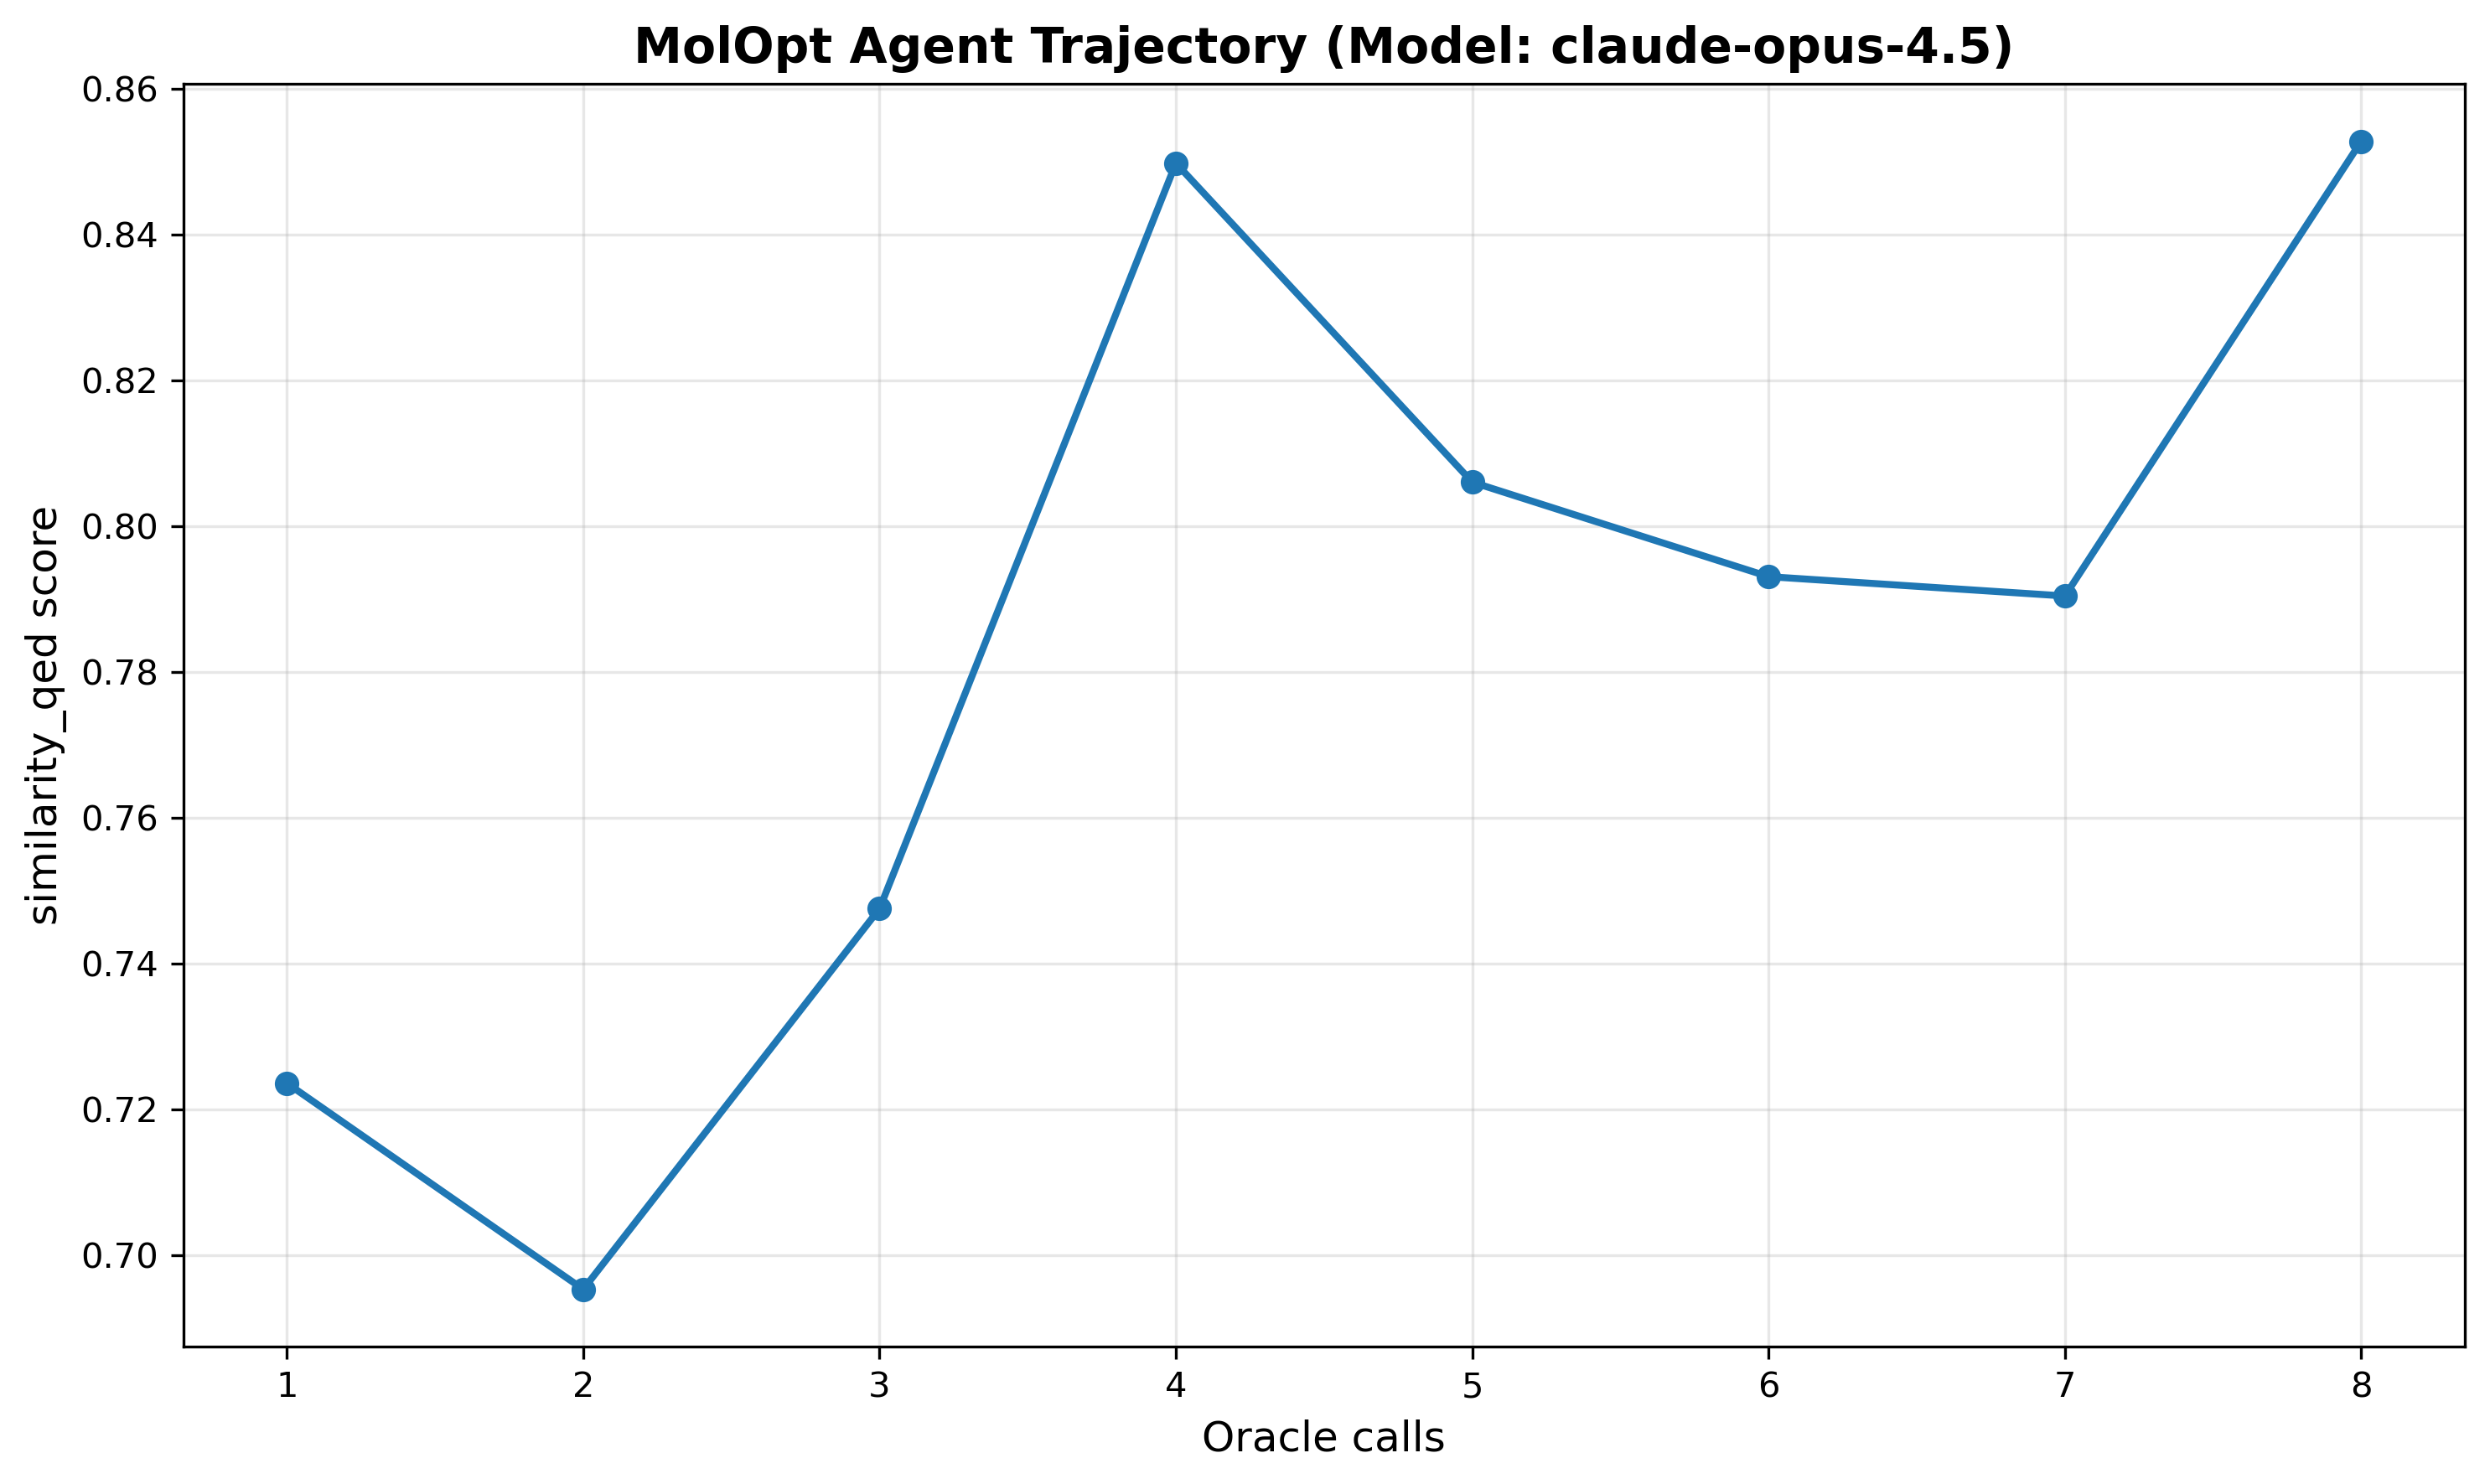 MolOpt Agent Trajectory (Model: claude-opus-4.5)
similarity_qed score
0.86
0.84
0.82
0.80
0.78
0.76
0.74
0.72
0.70
1 2 3 4 5 6 7 8
Oracle calls